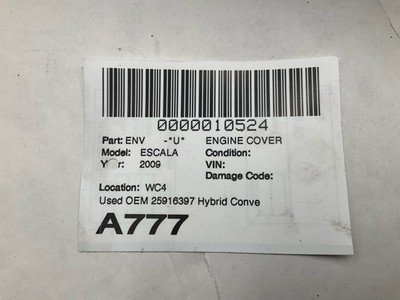 0000010524
Part: ENV -*U* ENGINE COVER
Model: ESCALA Condition:
Year: 2009 VIN:
Damage Code:
Location: WC4
Used OEM 25916397 Hybrid Conve
A777